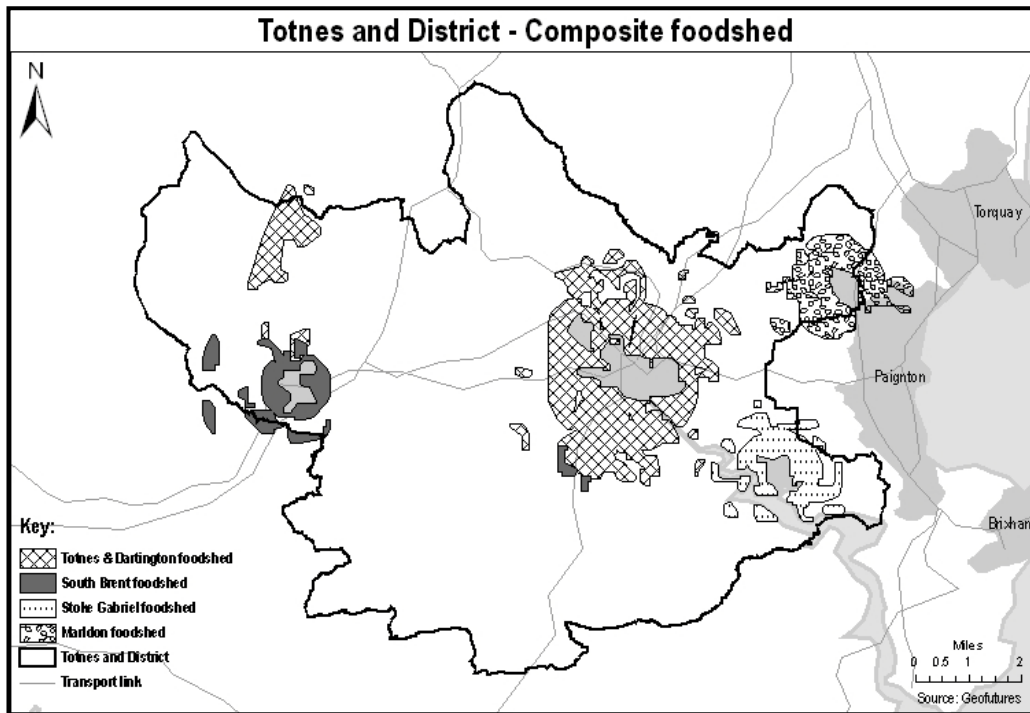 Totnes and District - Composite foodshed
N
Torquay
Paignton
Brixham
Key:
Totnes & Dartington foodshed
South Brent foodshed
Stoke Gabriel foodshed
Marldon foodshed
Totnes and District
Transport link
Miles
0 0.5 1 2
Source: Geofutures